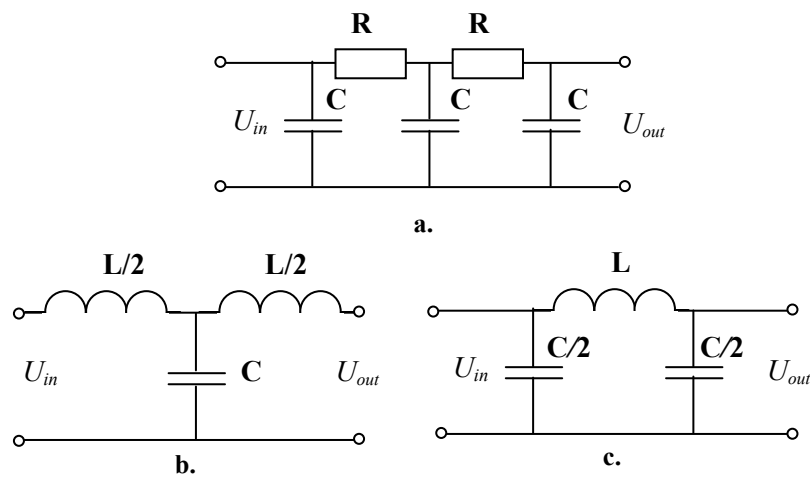 R R
C C C
U_in U_out
a.
L/2 L/2
U_in C U_out
b.
L
C/2 C/2
U_in U_out
c.